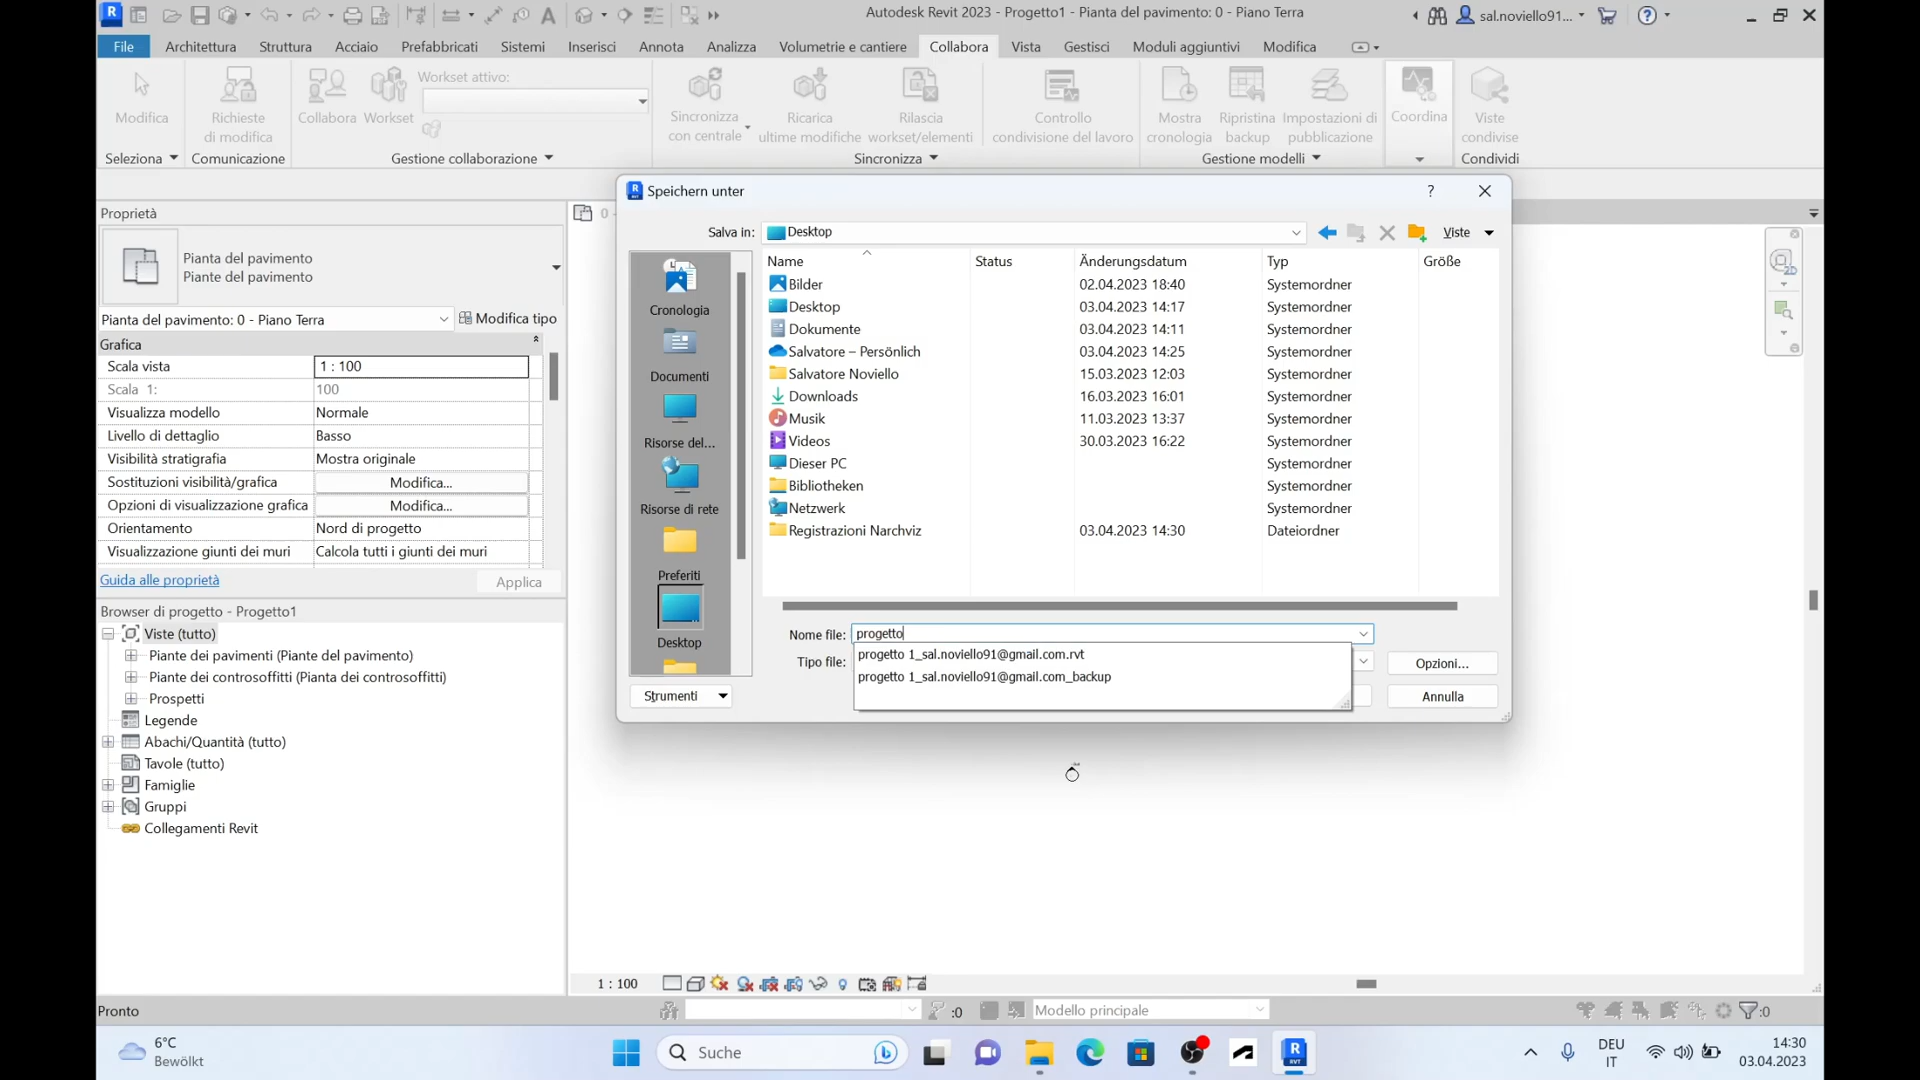 Autodesk Revit 2023 - Progetto1 - Pianta del pavimento: 0 - Piano Terra
sal.noviello91...
File Architettura Struttura Acciaio Prefabbricati Sistemi Inserisci Annota Analizza Volumetrie e cantiere Collabora Vista Gestisci Moduli aggiuntivi Modifica
Modifica
Richieste
di modifica
Collabora
Workset
Workset attivo:
Sincronizza
con centrale
Ricarica
ultime modifiche
Rilascia
workset/elementi
Controllo
condivisione del lavoro
Mostra
cronologia
Ripristina
backup
Impostazioni di
pubblicazione
Coordina
Viste
condivise
Seleziona
Comunicazione
Gestione collaborazione
Sincronizza
Gestione modelli
Condividi
Proprietà
Pianta del pavimento
Piante dei pavimento
Pianta del pavimento: 0 - Piano Terra
Modifica tipo
Grafica
Scala vista 1 : 100
Scala 1: 100
Visualizza modello Normale
Livello di dettaglio Basso
Visibilità stratigrafia Mostra originale
Sostituzioni visibilità/grafica Modifica...
Opzioni di visualizzazione grafica Modifica...
Orientamento Nord di progetto
Visualizzazione giunti dei muri Calcola tutti i giunti dei muri
Guida alle proprietà
Applica
Browser di progetto - Progetto1
Viste (tutto)
Piante dei pavimenti (Piante del pavimento)
Piante dei controsoffitti (Pianta dei controsoffitti)
Prospetti
Legende
Abachi/Quantità (tutto)
Tavole (tutto)
Famiglie
Gruppi
Collegamenti Revit
0 -
Speichern unter
?
Salva in: Desktop
Viste
Name Status Änderungsdatum Typ Größe
Bilder 02.04.2023 18:40 Systemordner
Desktop 03.04.2023 14:17 Systemordner
Dokumente 03.04.2023 14:11 Systemordner
Salvatore – Persönlich 03.04.2023 14:25 Systemordner
Salvatore Noviello 15.03.2023 12:03 Systemordner
Downloads 16.03.2023 16:01 Systemordner
Musik 11.03.2023 13:37 Systemordner
Videos 30.03.2023 16:22 Systemordner
Dieser PC Systemordner
Bibliotheken Systemordner
Netzwerk Systemordner
Registrazioni Narchviz 03.04.2023 14:30 Dateiordner
Cronologia
Documenti
Risorse del...
Risorse di rete
Preferiti
Desktop
Nome file: progetto
Tipo file:
progetto 1_sal.noviello91@gmail.com.rvt
progetto 1_sal.noviello91@gmail.com_backup
Opzioni...
Strumenti
Annulla
1 : 100
Pronto
:0
Modello principale
:0
6°C
Bewölkt
Suche
DEU
IT
14:30
03.04.2023